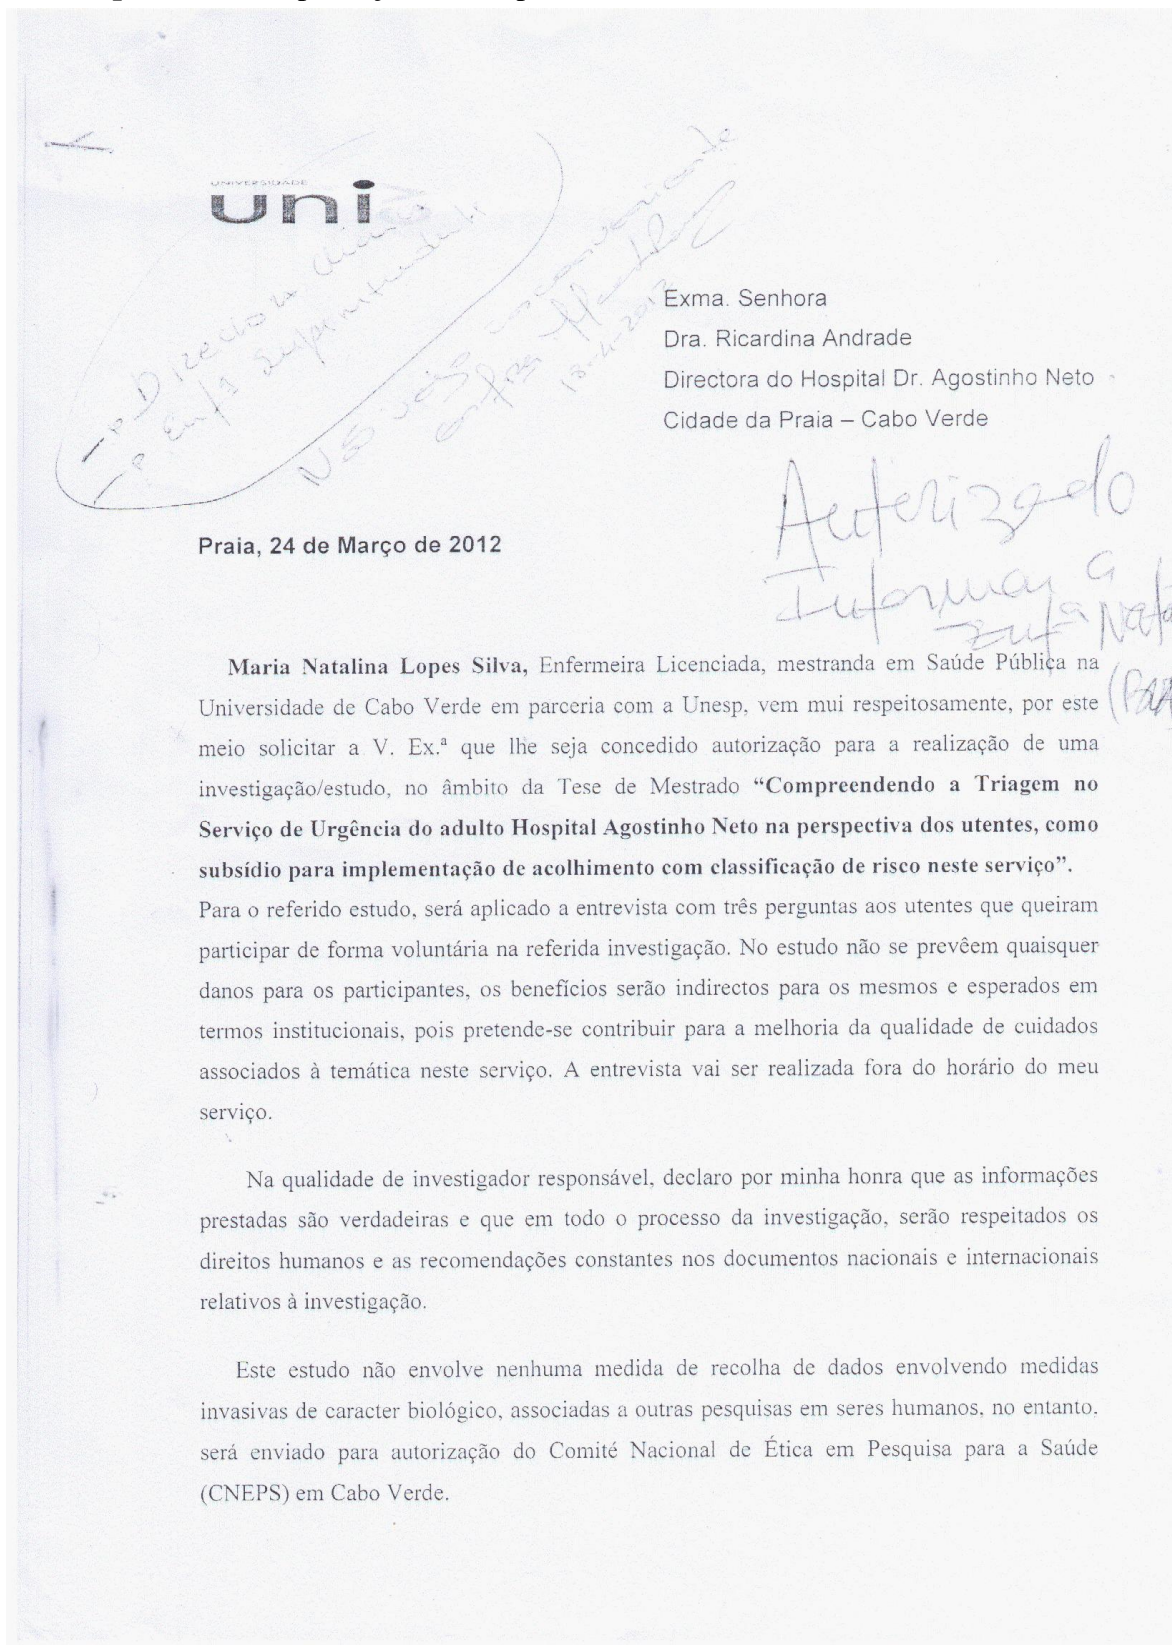 UNIVERSIDADE
uni
Exma. Senhora
Dra. Ricardina Andrade
Directora do Hospital Dr. Agostinho Neto
Cidade da Praia – Cabo Verde
Autorizado
Informar a
Enfª
Praia, 24 de Março de 2012
Maria Natalina Lopes Silva, Enfermeira Licenciada, mestranda em Saúde Pública na
Universidade de Cabo Verde em parceria com a Unesp, vem mui respeitosamente, por este
meio solicitar a V. Ex.ª que lhe seja concedido autorização para a realização de uma
investigação/estudo, no âmbito da Tese de Mestrado “Compreendendo a Triagem no
Serviço de Urgência do adulto Hospital Agostinho Neto na perspectiva dos utentes, como
subsídio para implementação de acolhimento com classificação de risco neste serviço”.
Para o referido estudo, será aplicado a entrevista com três perguntas aos utentes que queiram
participar de forma voluntária na referida investigação. No estudo não se prevêem quaisquer
danos para os participantes, os benefícios serão indirectos para os mesmos e esperados em
termos institucionais, pois pretende-se contribuir para a melhoria da qualidade de cuidados
associados à temática neste serviço. A entrevista vai ser realizada fora do horário do meu
serviço.
Na qualidade de investigador responsável, declaro por minha honra que as informações
prestadas são verdadeiras e que em todo o processo da investigação, serão respeitados os
direitos humanos e as recomendações constantes nos documentos nacionais e internacionais
relativos à investigação.
Este estudo não envolve nenhuma medida de recolha de dados envolvendo medidas
invasivas de caracter biológico, associadas a outras pesquisas em seres humanos, no entanto,
será enviado para autorização do Comité Nacional de Ética em Pesquisa para a Saúde
(CNEPS) em Cabo Verde.